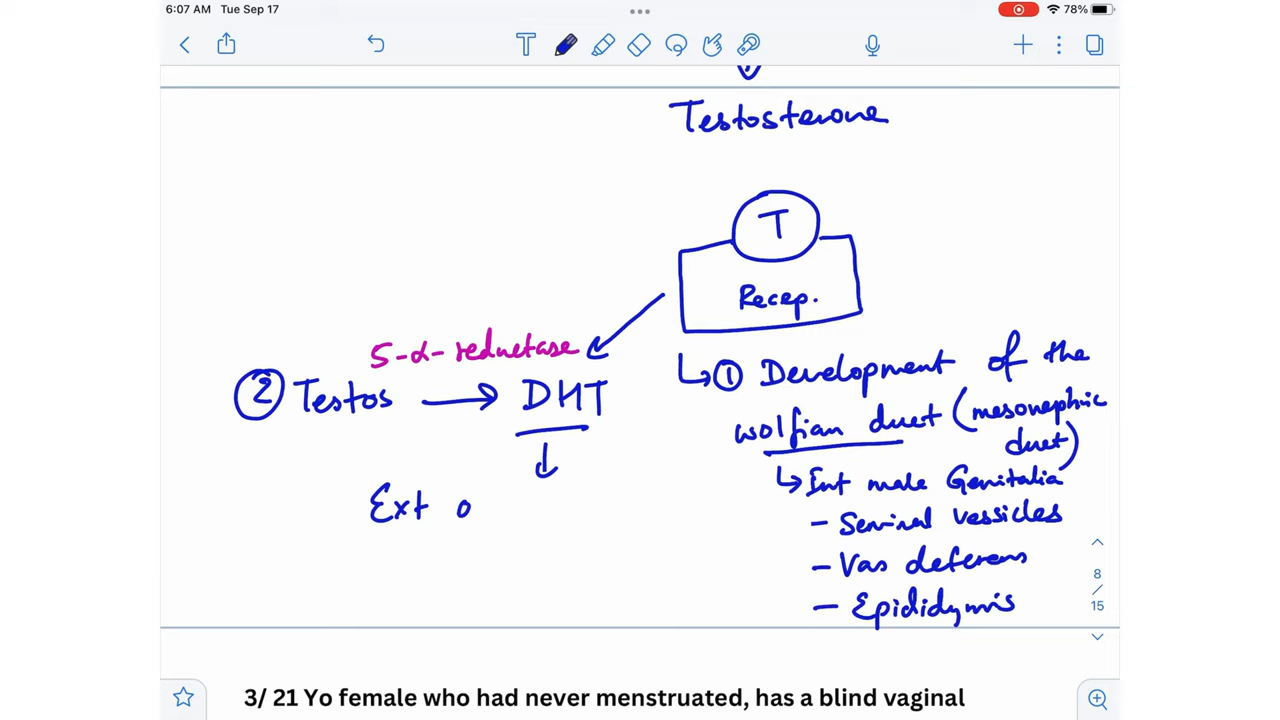 6:07 AM Tue Sep 17
78%
T
Testosterone
T
Recep.
5-α-reductase
② Testos → DHT
Ext o
① Development of the
wolfian duct (mesonephric
duct)
Int male Genitalia
- Seminal vessicles
- Vas deferens
- Epididymis
8
/
15
3/ 21 Yo female who had never menstruated, has a blind vaginal